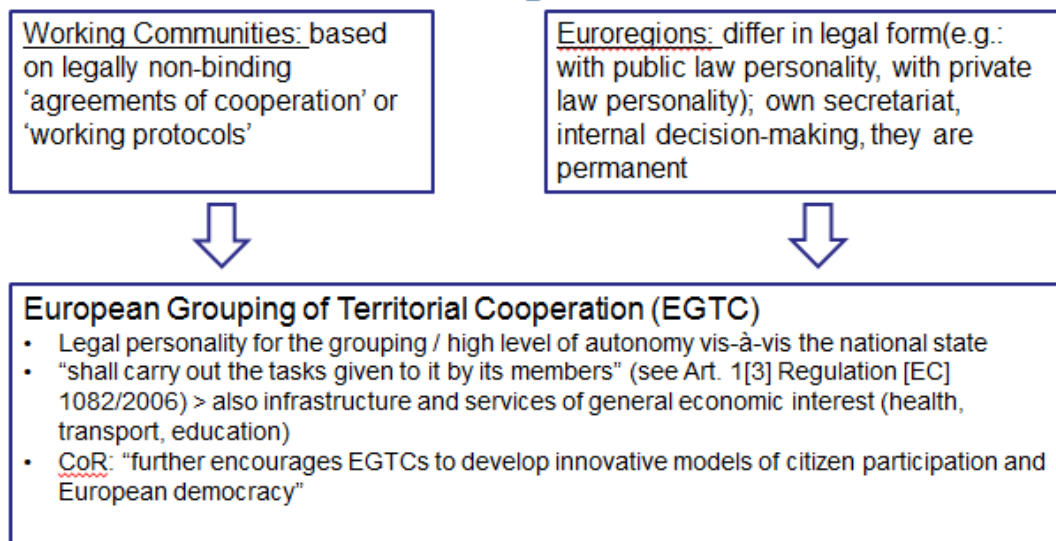 Working Communities: based
on legally non-binding
‘agreements of cooperation’ or
‘working protocols’
Euroregions: differ in legal form(e.g.:
with public law personality, with private
law personality); own secretariat,
internal decision-making, they are
permanent
European Grouping of Territorial Cooperation (EGTC)
• Legal personality for the grouping / high level of autonomy vis-à-vis the national state
• “shall carry out the tasks given to it by its members” (see Art. 1[3] Regulation [EC]
1082/2006) > also infrastructure and services of general economic interest (health,
transport, education)
• CoR: “further encourages EGTCs to develop innovative models of citizen participation and
European democracy”